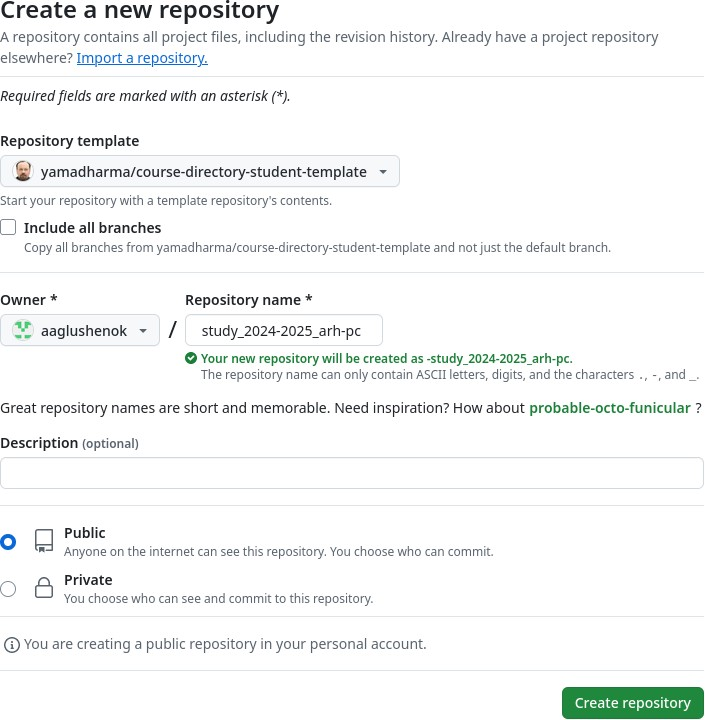 Create a new repository
A repository contains all project files, including the revision history. Already have a project repository
elsewhere? Import a repository.
Required fields are marked with an asterisk (*).
Repository template
yamadharma/course-directory-student-template
Start your repository with a template repository's contents.
Include all branches
Copy all branches from yamadharma/course-directory-student-template and not just the default branch.
Owner * Repository name *
aaglushenok / study_2024-2025_arh-pc
Your new repository will be created as -study_2024-2025_arh-pc.
The repository name can only contain ASCII letters, digits, and the characters ., -, and _.
Great repository names are short and memorable. Need inspiration? How about probable-octo-funicular ?
Description (optional)
Public
Anyone on the internet can see this repository. You choose who can commit.
Private
You choose who can see and commit to this repository.
You are creating a public repository in your personal account.
Create repository